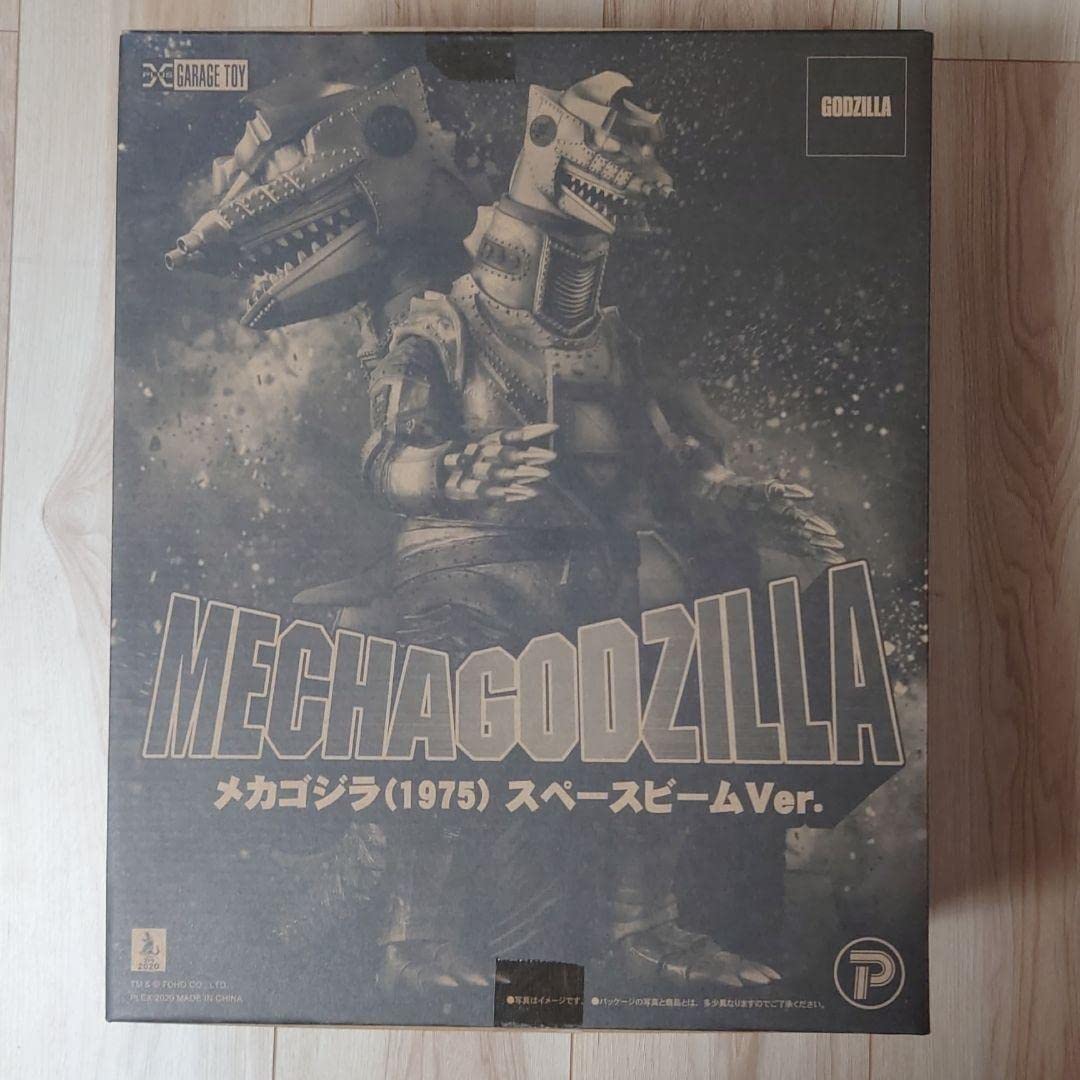 X-PLUS GARAGE TOY
GODZILLA
MECHAGODZILLA
メカゴジラ(1975) スペースビームVer.
2020
TM & © TOHO CO., LTD.
PLEX 2020 MADE IN CHINA
●写真はイメージです。 ●パッケージの写真と商品とは、多少異なりますのでご了承ください。
P